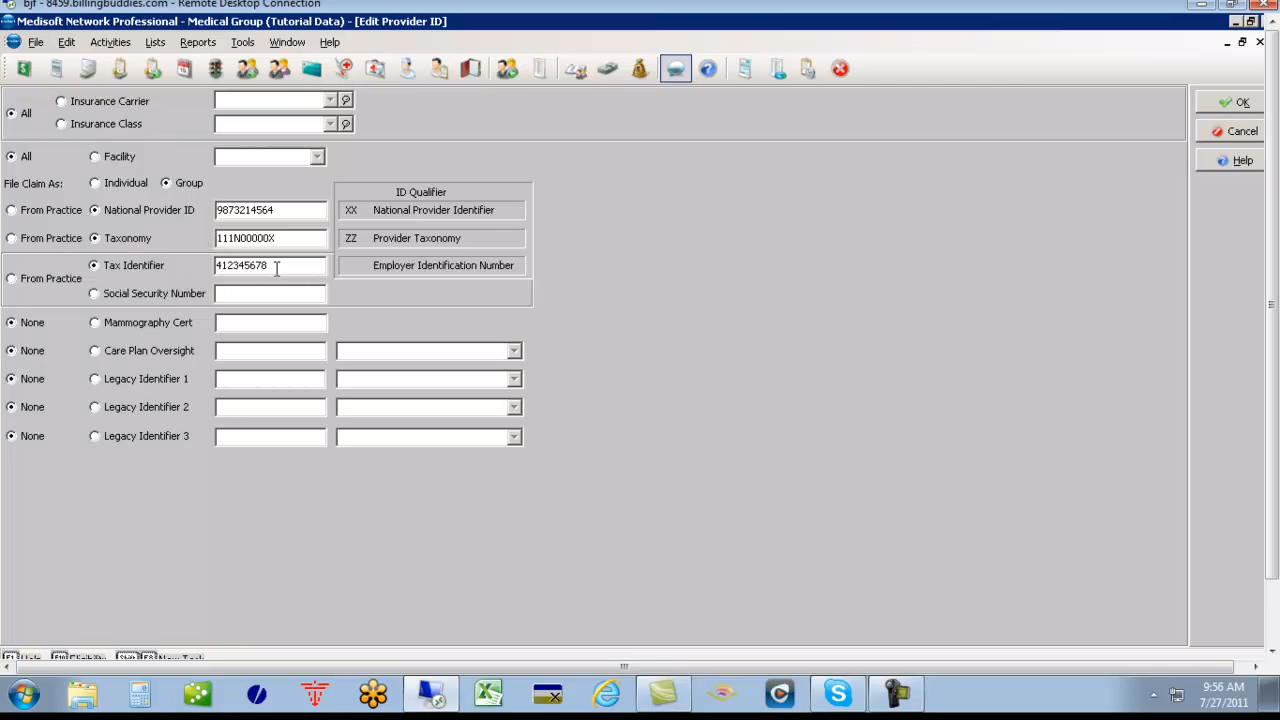 bjf - 8459.billingbuddies.com - Remote Desktop Connection
Medisoft Network Professional - Medical Group (Tutorial Data) - [Edit Provider ID]
File Edit Activities Lists Reports Tools Window Help
All Insurance Carrier
Insurance Class
OK
Cancel
Help
All Facility
File Claim As: Individual Group
ID Qualifier
From Practice National Provider ID 9873214564 XX National Provider Identifier
From Practice Taxonomy 111N00000X ZZ Provider Taxonomy
Tax Identifier 412345678 Employer Identification Number
From Practice
Social Security Number
None Mammography Cert
None Care Plan Oversight
None Legacy Identifier 1
None Legacy Identifier 2
None Legacy Identifier 3
9:56 AM
7/27/2011